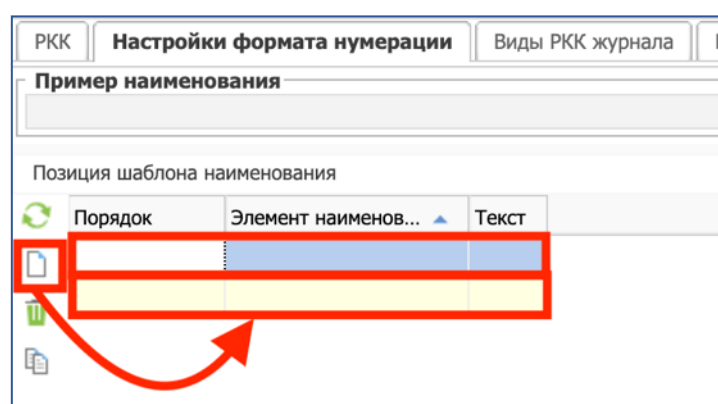 РКК Настройки формата нумерации Виды РКК журнала
Пример наименования
Позиция шаблона наименования
Порядок Элемент наименов... Текст